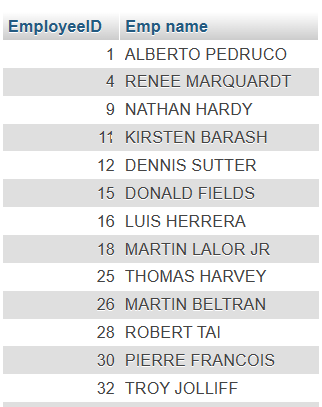 EmployeeID Emp name
1 ALBERTO PEDRUCO
4 RENEE MARQUARDT
9 NATHAN HARDY
11 KIRSTEN BARASH
12 DENNIS SUTTER
15 DONALD FIELDS
16 LUIS HERRERA
18 MARTIN LALOR JR
25 THOMAS HARVEY
26 MARTIN BELTRAN
28 ROBERT TAI
30 PIERRE FRANCOIS
32 TROY JOLLIFF